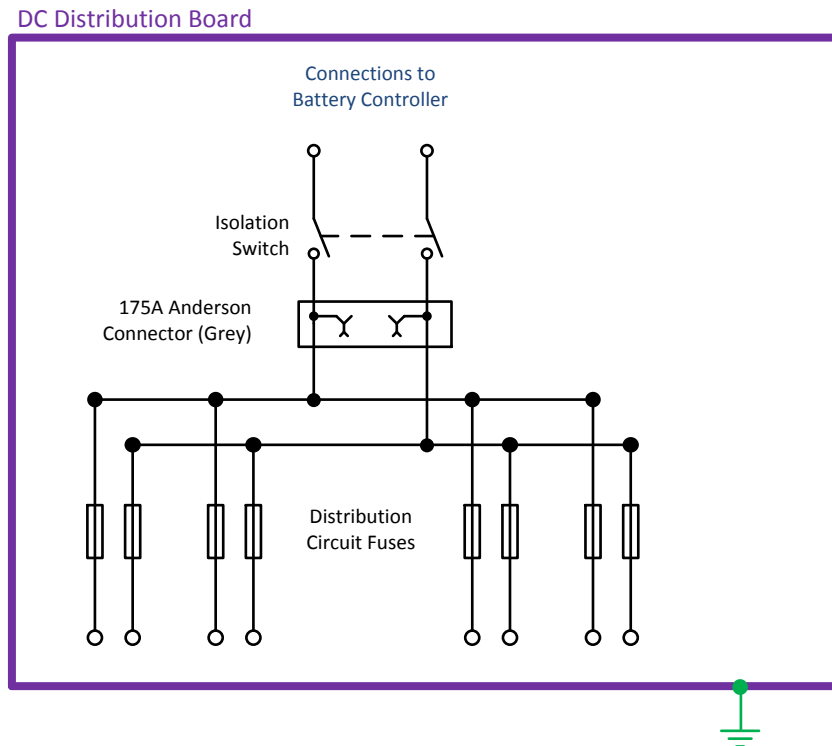 DC Distribution Board
Connections to
Battery Controller
Isolation
Switch
175A Anderson
Connector (Grey)
Distribution
Circuit Fuses